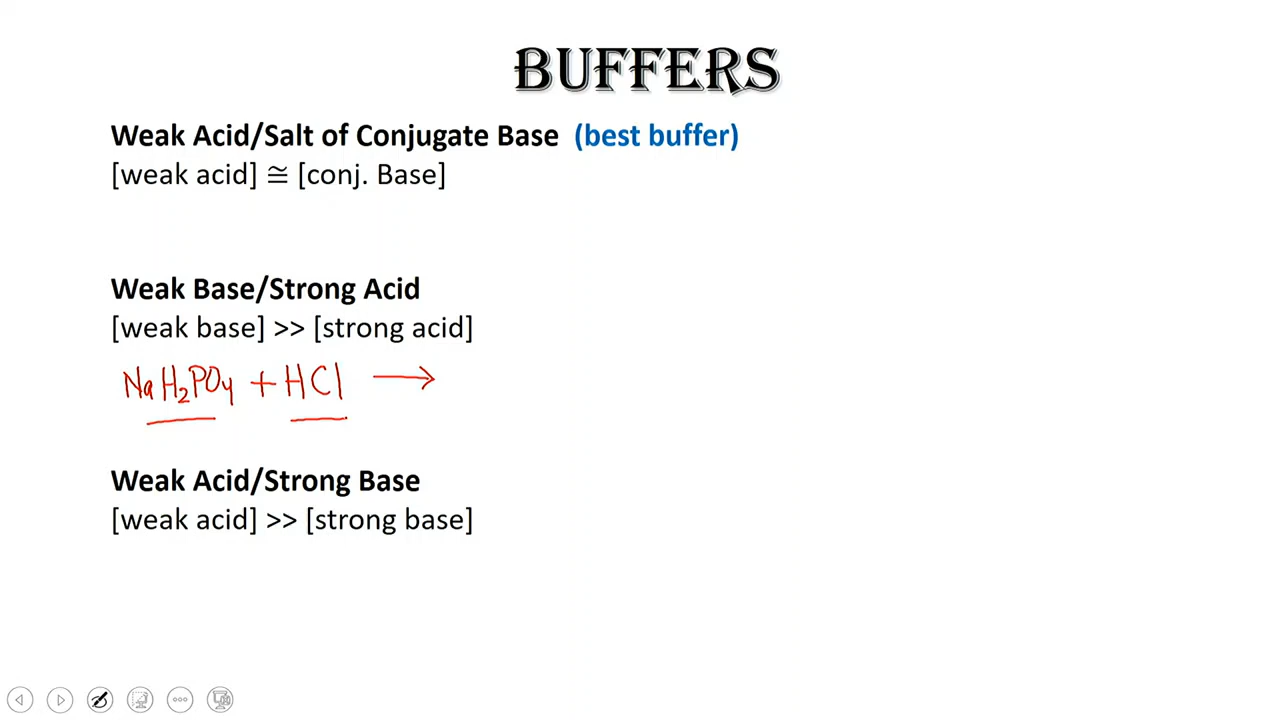 BUFFERS
Weak Acid/Salt of Conjugate Base (best buffer)
[weak acid] ≅ [conj. Base]
Weak Base/Strong Acid
[weak base] >> [strong acid]
NaH₂PO₄ + HCl ⟶
Weak Acid/Strong Base
[weak acid] >> [strong base]